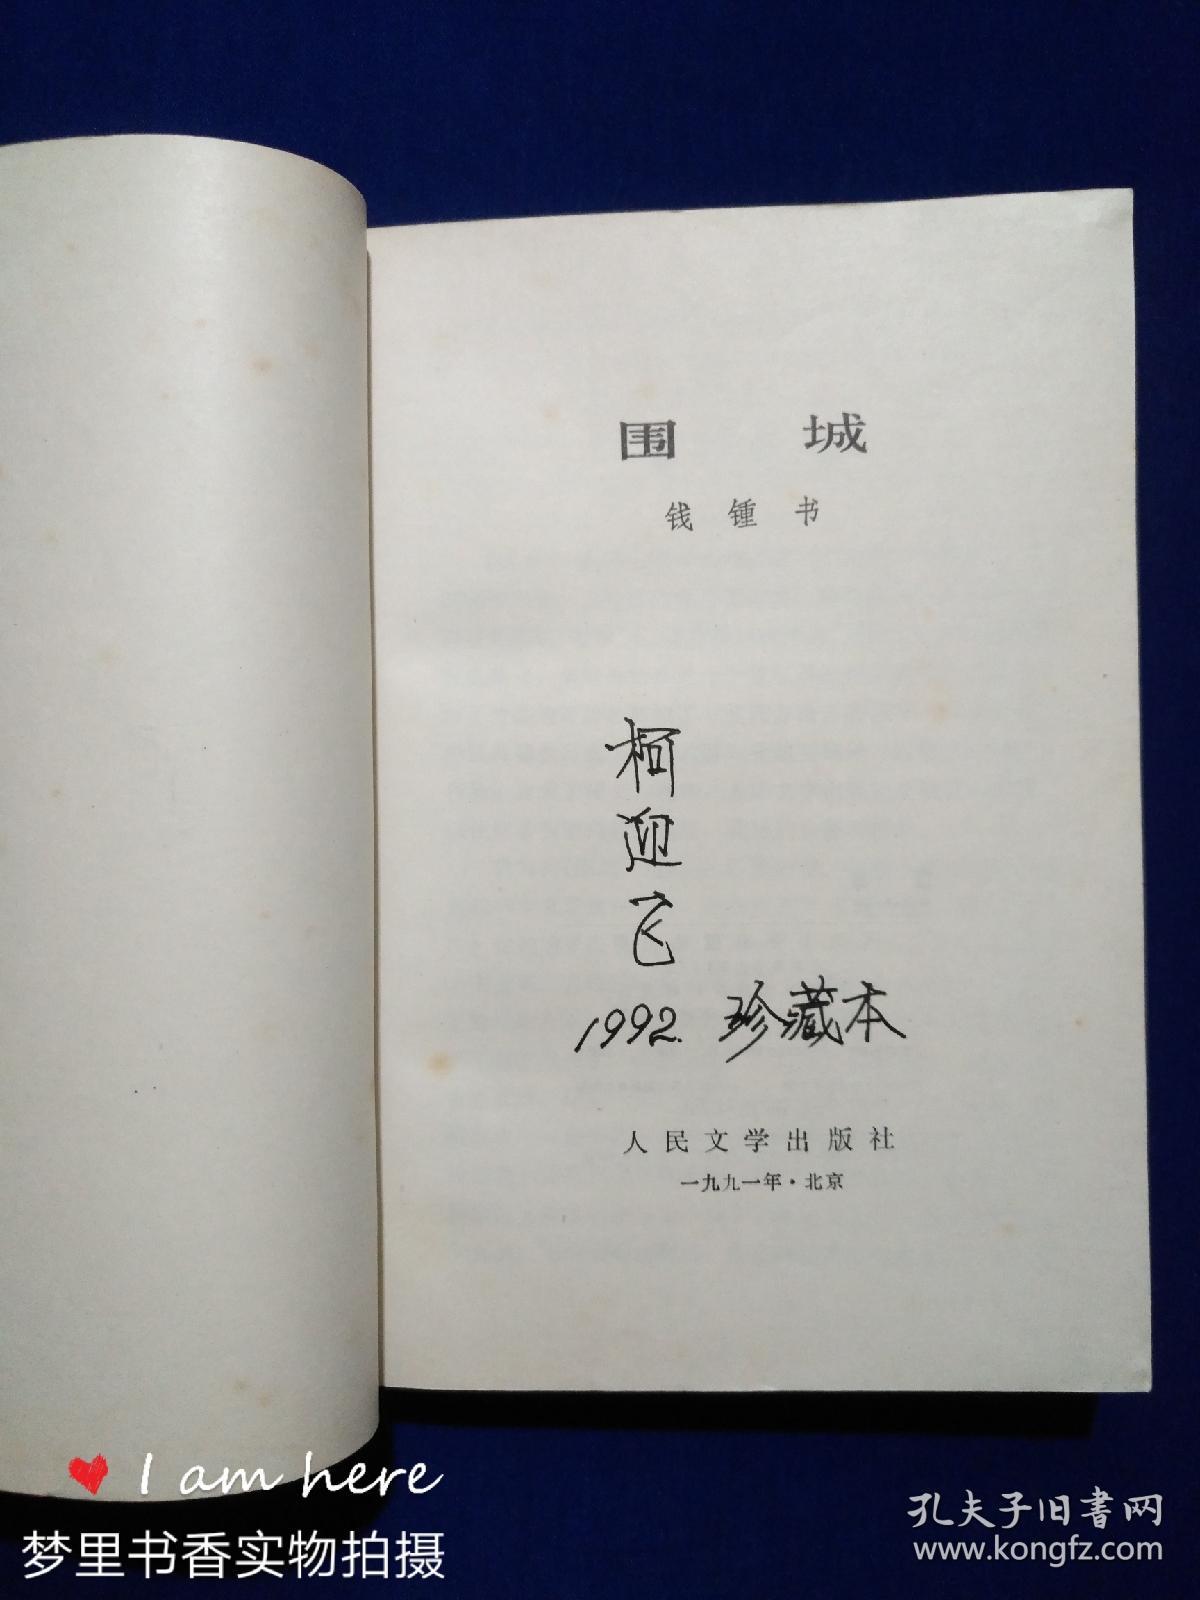 围 城
钱锺书
柯
迎
飞
1992. 珍藏本
人民文学出版社
一九九一年·北京
I am here
梦里书香实物拍摄
孔夫子旧書网
www.kongfz.com